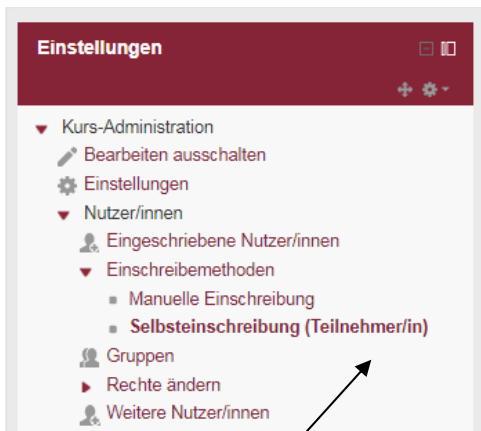 Einstellungen
Kurs-Administration
Bearbeiten ausschalten
Einstellungen
Nutzer/innen
Eingeschriebene Nutzer/innen
Einschreibemethoden
Manuelle Einschreibung
Selbsteinschreibung (Teilnehmer/in)
Gruppen
Rechte ändern
Weitere Nutzer/innen